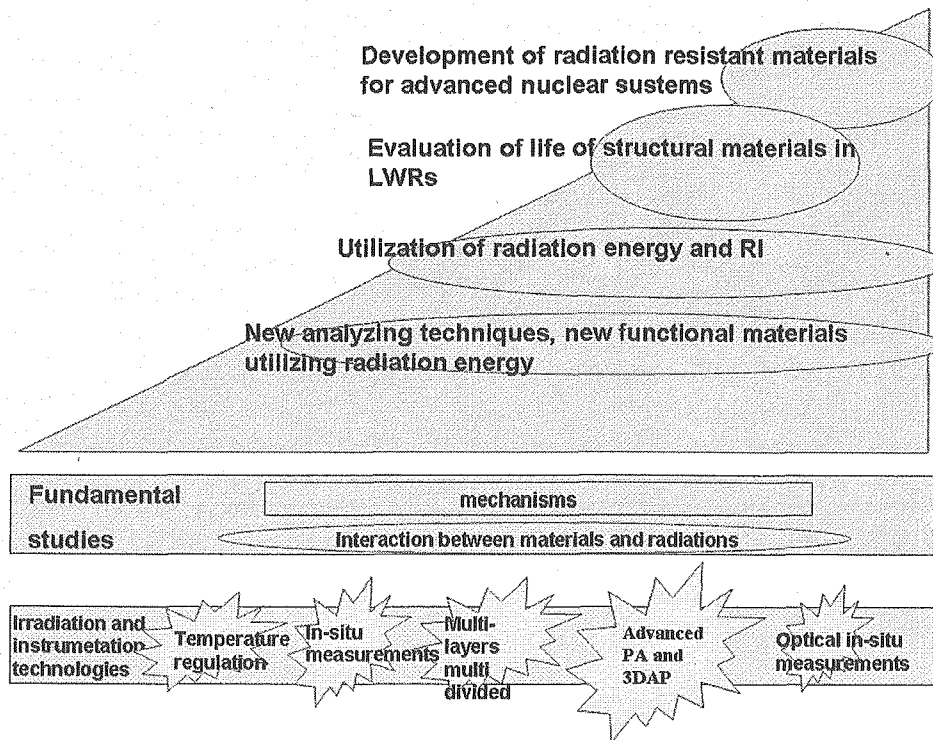 Development of radiation resistant materials
for advanced nuclear sustems
Evaluation of life of structural materials in
LWRs
Utilization of radiation energy and RI
New analyzing techniques, new functional materials
utilizing radiation energy
Fundamental
studies
mechanisms
Interaction between materials and radiations
Irradiation and
instrumetation
technologies
Temperature
regulation
In-situ
measurements
Multi-
layers
multi
divided
Advanced
PA and
3DAP
Optical in-situ
measurements